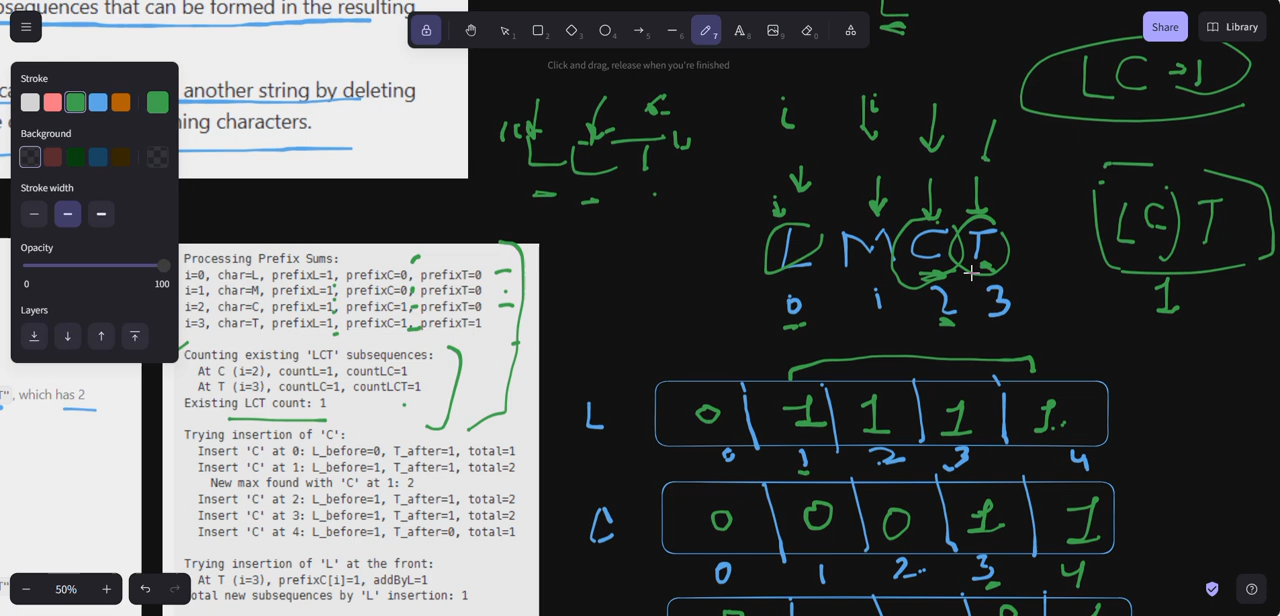 sequences that can be formed in the resulting
another string by deleting
ning characters.
Click and drag, release when you're finished
Share
Library
Stroke
Background
Stroke width
Opacity
0 100
Layers
50%
", which has 2
Processing Prefix Sums:
i=0, char=L, prefixL=1, prefixC=0, prefixT=0
i=1, char=M, prefixL=1, prefixC=0, prefixT=0
i=2, char=C, prefixL=1, prefixC=1, prefixT=0
i=3, char=T, prefixL=1, prefixC=1, prefixT=1
Counting existing 'LCT' subsequences:
At C (i=2), countL=1, countLC=1
At T (i=3), countLC=1, countLCT=1
Existing LCT count: 1
Trying insertion of 'C':
Insert 'C' at 0: L_before=0, T_after=1, total=1
Insert 'C' at 1: L_before=1, T_after=1, total=2
New max found with 'C' at 1: 2
Insert 'C' at 2: L_before=1, T_after=1, total=2
Insert 'C' at 3: L_before=1, T_after=1, total=2
Insert 'C' at 4: L_before=1, T_after=0, total=1
Trying insertion of 'L' at the front:
At T (i=3), prefixC[i]=1, addByL=1
otal new subsequences by 'L' insertion: 1
L C → 1
L C T
1
i
i
L M C T
0 1 2 3
L 0 1 1 1 1
0 1 2 3 4
C 0 0 0 1 1
0 1 2 3 4